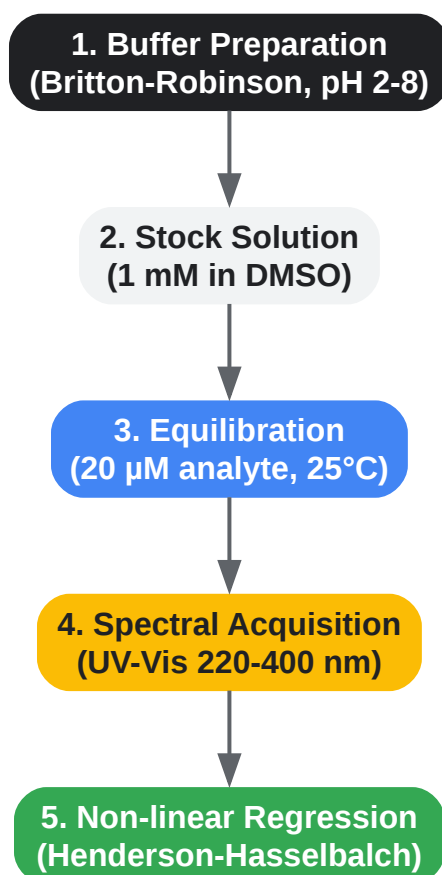 1. Buffer Preparation
(Britton-Robinson, pH 2-8)
2. Stock Solution
(1 mM in DMSO)
3. Equilibration
(20 µM analyte, 25°C)
4. Spectral Acquisition
(UV-Vis 220-400 nm)
5. Non-linear Regression
(Henderson-Hasselbalch)